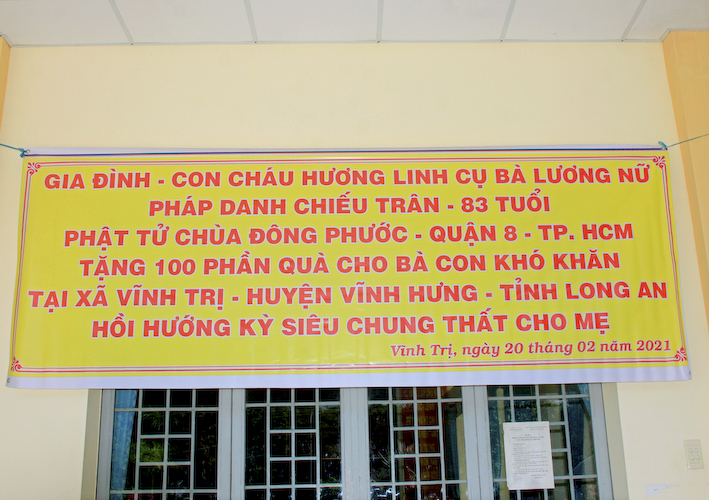 GIA ĐÌNH - CON CHÁU HƯƠNG LINH CỤ BÀ LƯƠNG NỮ
PHÁP DANH CHIẾU TRÂN - 83 TUỔI
PHẬT TỬ CHÙA ĐÔNG PHƯỚC - QUẬN 8 - TP. HCM
TẶNG 100 PHẦN QUÀ CHO BÀ CON KHÓ KHĂN
TẠI XÃ VĨNH TRỊ - HUYỆN VĨNH HƯNG - TỈNH LONG AN
HỒI HƯỚNG KỲ SIÊU CHUNG THẤT CHO MẸ
Vĩnh Trị, ngày 20 tháng 02 năm 2021